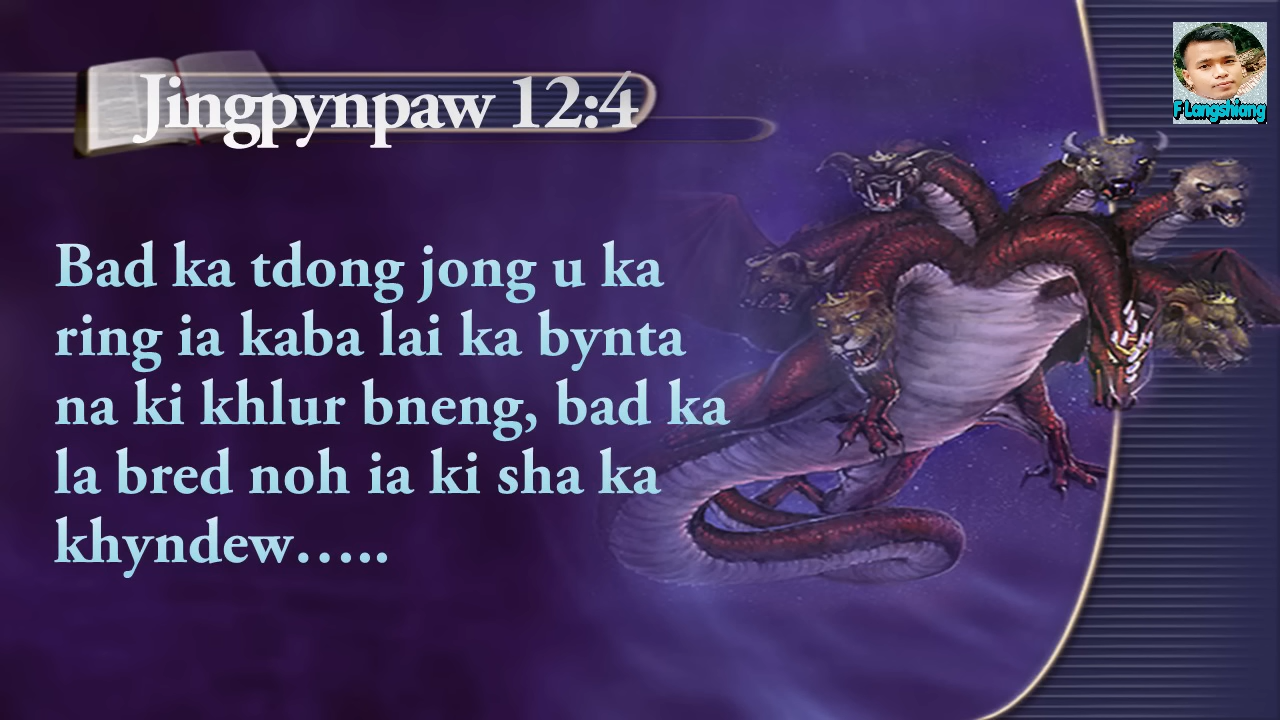 Jingpynpaw 12:4
F Langshiang
Bad ka tdong jong u ka
ring ia kaba lai ka bynta
na ki khlur bneng, bad ka
la bred noh ia ki sha ka
khyndew…..